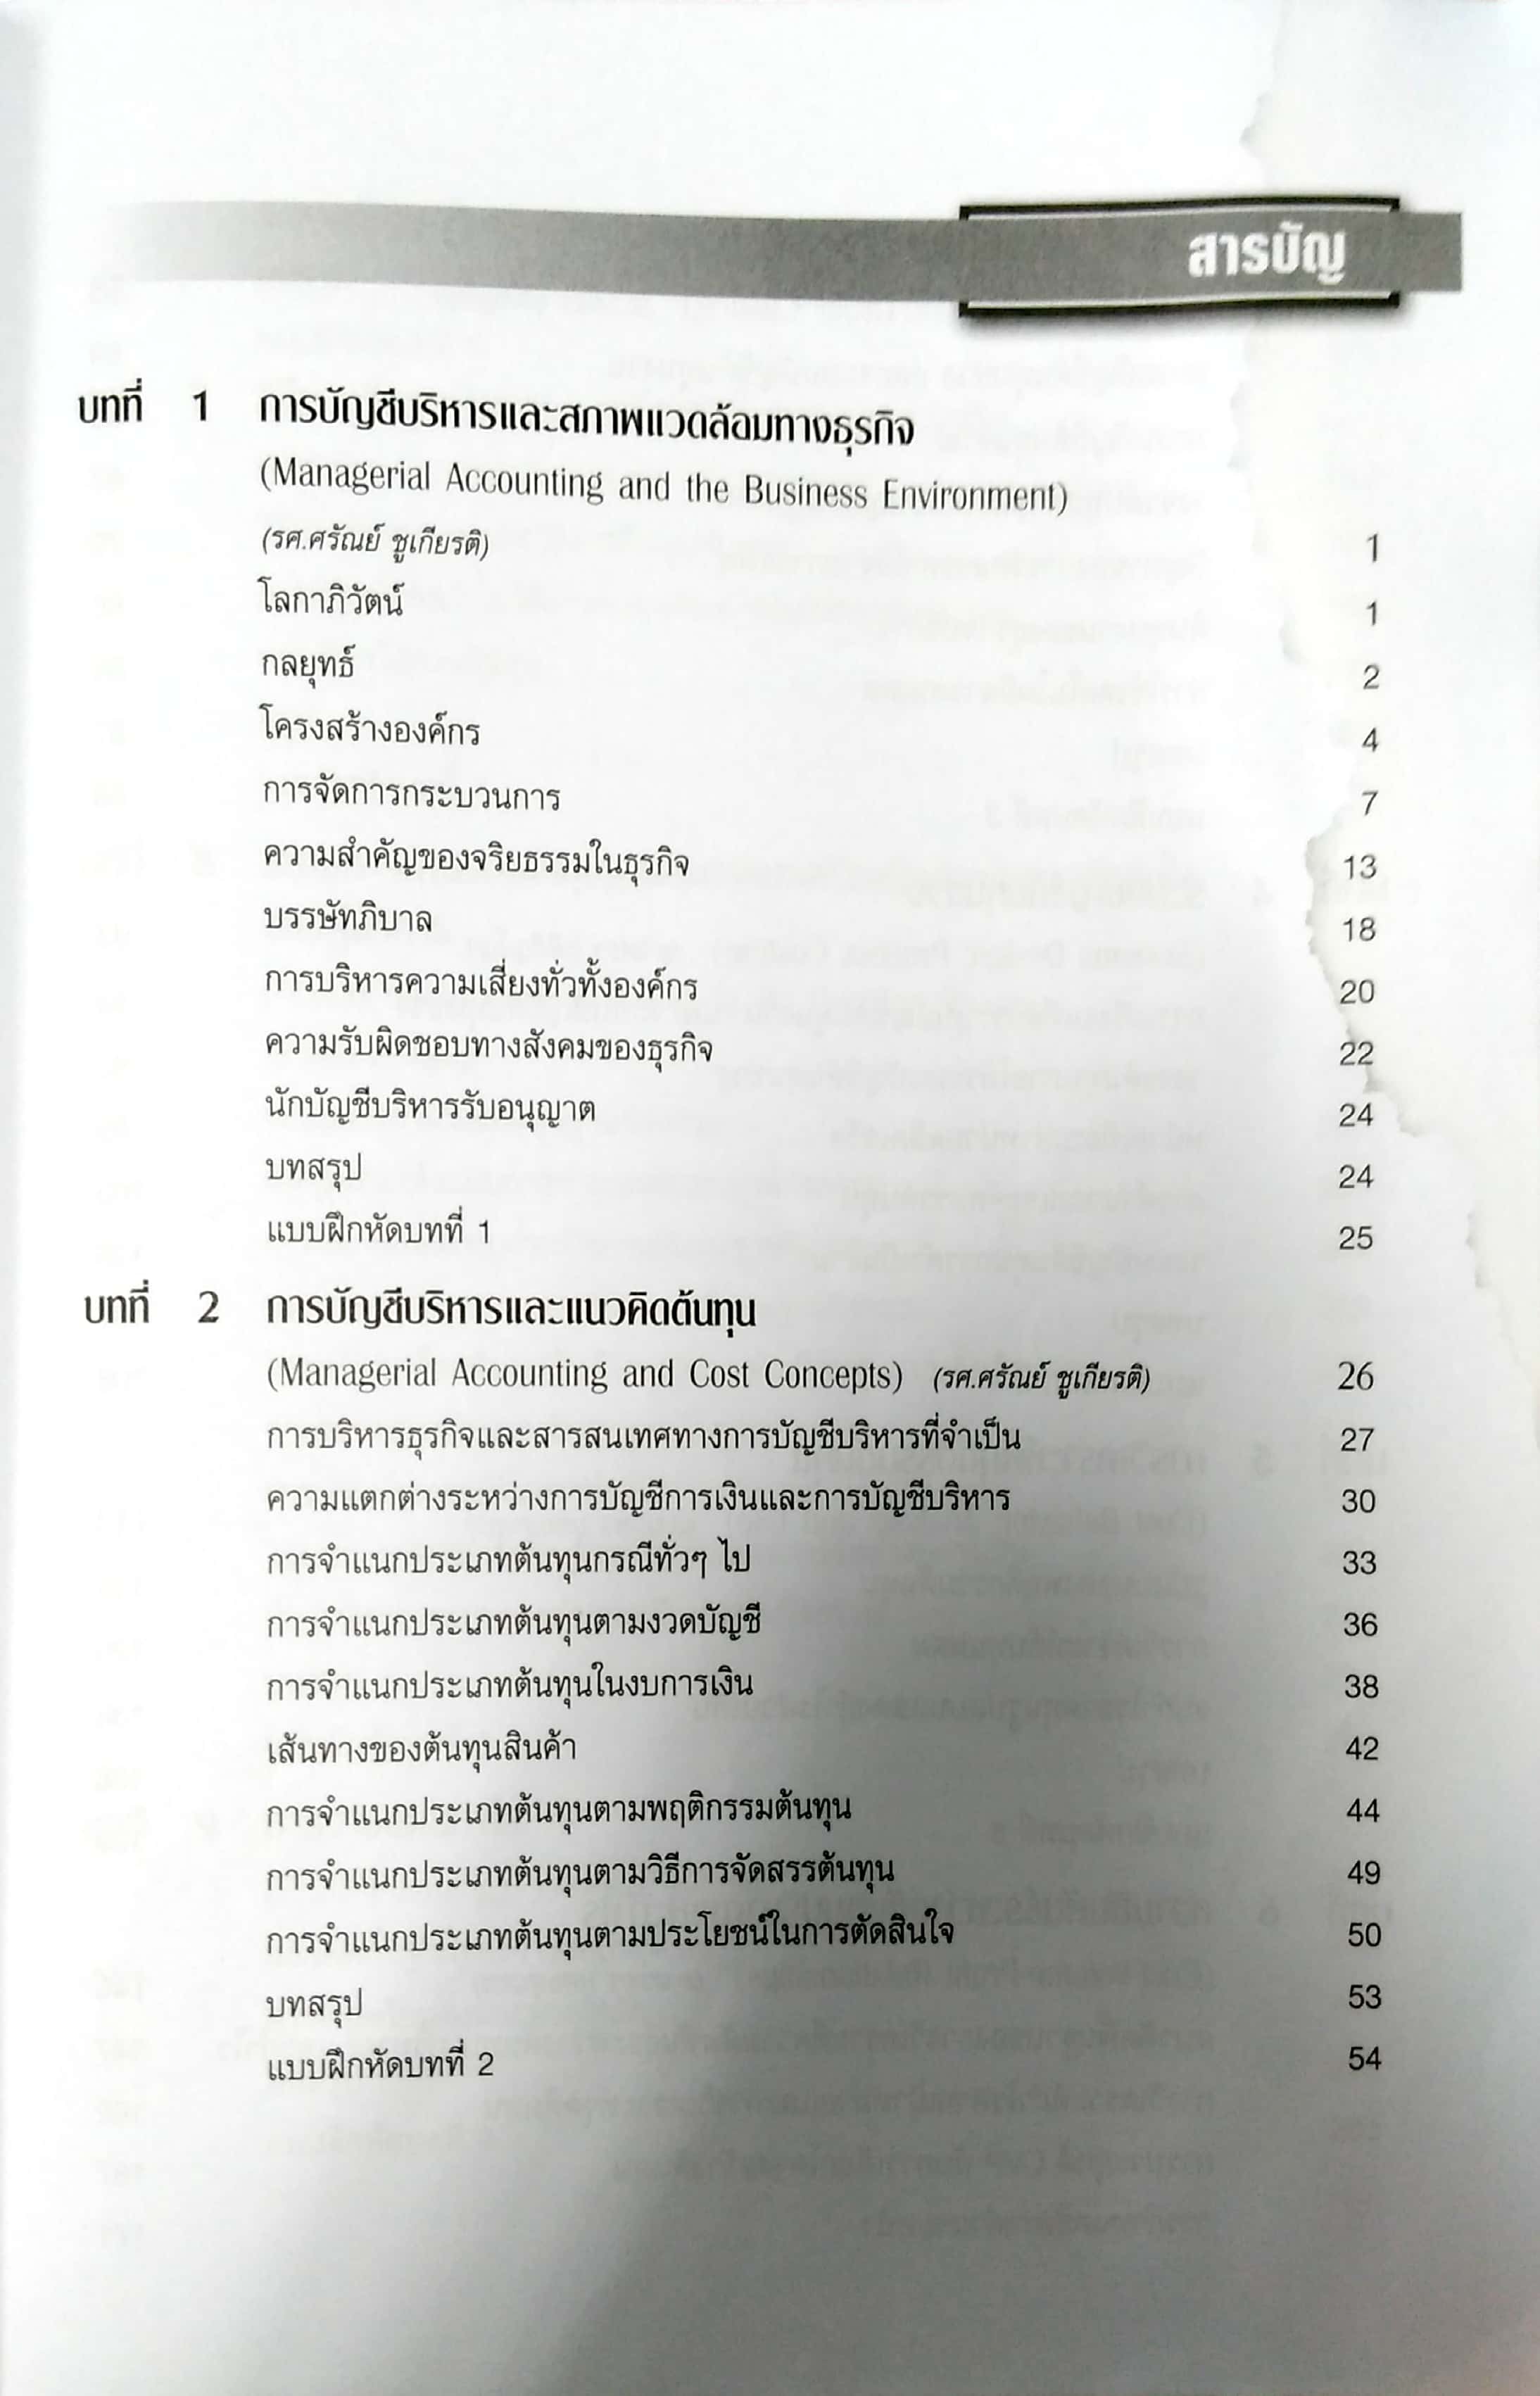 สารบัญ
บทที่ 1 การบัญชีบริหารและสภาพแวดล้อมทางธุรกิจ
(Managerial Accounting and the Business Environment)
(รศ.ศรัณย์ ชูเกียรติ) 1
โลกาภิวัตน์ 1
กลยุทธ์ 2
โครงสร้างองค์กร 4
การจัดการกระบวนการ 7
ความสำคัญของจริยธรรมในธุรกิจ 13
บรรษัทภิบาล 18
การบริหารความเสี่ยงทั่วทั้งองค์กร 20
ความรับผิดชอบทางสังคมของธุรกิจ 22
นักบัญชีบริหารรับอนุญาต 24
บทสรุป 24
แบบฝึกหัดบทที่ 1 25
บทที่ 2 การบัญชีบริหารและแนวคิดต้นทุน
(Managerial Accounting and Cost Concepts) (รศ.ศรัณย์ ชูเกียรติ) 26
การบริหารธุรกิจและสารสนเทศทางการบัญชีบริหารที่จำเป็น 27
ความแตกต่างระหว่างการบัญชีการเงินและการบัญชีบริหาร 30
การจำแนกประเภทต้นทุนกรณีทั่วๆ ไป 33
การจำแนกประเภทต้นทุนตามงวดบัญชี 36
การจำแนกประเภทต้นทุนในงบการเงิน 38
เส้นทางของต้นทุนสินค้า 42
การจำแนกประเภทต้นทุนตามพฤติกรรมต้นทุน 44
การจำแนกประเภทต้นทุนตามวิธีการจัดสรรต้นทุน 49
การจำแนกประเภทต้นทุนตามประโยชน์ในการตัดสินใจ 50
บทสรุป 53
แบบฝึกหัดบทที่ 2 54